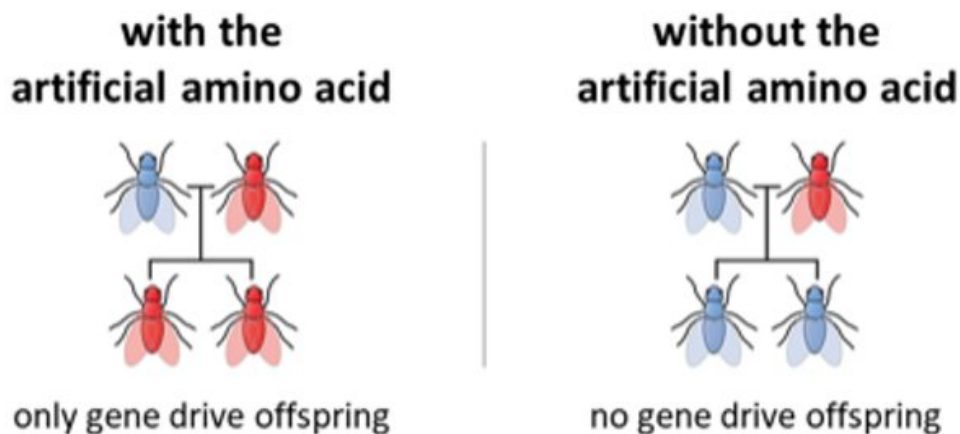 with the
artificial amino acid
without the
artificial amino acid
only gene drive offspring
no gene drive offspring